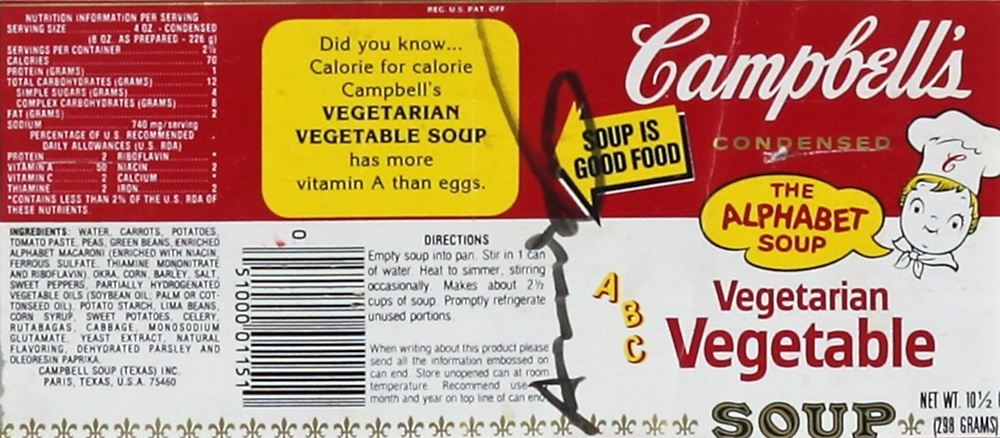 NUTRITION INFORMATION PER SERVING
SERVING SIZE 4 OZ. - CONDENSED
(8 OZ. AS PREPARED - 226 g)
SERVINGS PER CONTAINER 2½
CALORIES 70
PROTEIN (GRAMS) 1
TOTAL CARBOHYDRATES (GRAMS) 12
SIMPLE SUGARS (GRAMS) 4
COMPLEX CARBOHYDRATES (GRAMS) 8
FAT (GRAMS) 2
SODIUM 740 mg/serving
PERCENTAGE OF U.S. RECOMMENDED
DAILY ALLOWANCES (U.S. RDA)
PROTEIN 2 RIBOFLAVIN *
VITAMIN A 50 NIACIN 2
VITAMIN C 2 CALCIUM *
THIAMINE 2 IRON 2
*CONTAINS LESS THAN 2% OF THE U.S. RDA OF
THESE NUTRIENTS.
INGREDIENTS: WATER, CARROTS, POTATOES,
TOMATO PASTE, PEAS, GREEN BEANS, ENRICHED
ALPHABET MACARONI (ENRICHED WITH NIACIN,
FERROUS SULFATE, THIAMINE MONONITRATE
AND RIBOFLAVIN), OKRA, CORN, BARLEY, SALT,
SWEET PEPPERS, PARTIALLY HYDROGENATED
VEGETABLE OILS (SOYBEAN OIL; PALM OR COT-
TONSEED OIL), POTATO STARCH, LIMA BEANS,
CORN SYRUP, SWEET POTATOES, CELERY,
RUTABAGAS, CABBAGE, MONOSODIUM
GLUTAMATE, YEAST EXTRACT, NATURAL
FLAVORING, DEHYDRATED PARSLEY AND
OLEORESIN PAPRIKA.
CAMPBELL SOUP (TEXAS) INC.
PARIS, TEXAS, U.S.A. 75460
REG. U.S. PAT. OFF
Did you know...
Calorie for calorie
Campbell's
VEGETARIAN
VEGETABLE SOUP
has more
vitamin A than eggs.
0
51000 01151
DIRECTIONS
Empty soup into pan. Stir in 1 can
of water. Heat to simmer, stirring
occasionally. Makes about 2½
cups of soup. Promptly refrigerate
unused portions.
When writing about this product please
send all the information embossed on
can end. Store unopened can at room
temperature. Recommend use
month and year on top line of can end
SOUP IS
GOOD FOOD
Campbell's
CONDENSED
C
THE
ALPHABET
SOUP
A
B
C
Vegetarian
Vegetable
SOUP
NET WT. 10½
(298 GRAMS)